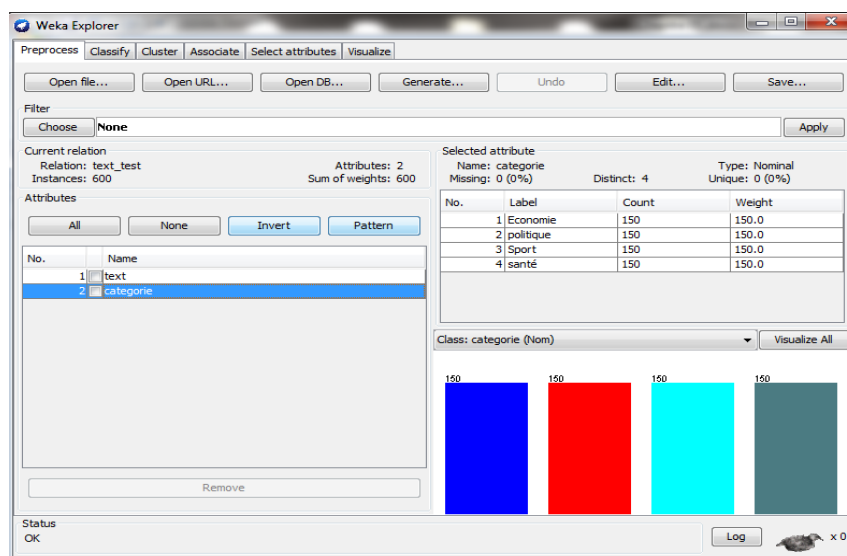 Weka Explorer
Preprocess Classify Cluster Associate Select attributes Visualize
Open file... Open URL... Open DB... Generate... Undo Edit... Save...
Filter
Choose None Apply
Current relation
Relation: text_test Attributes: 2
Instances: 600 Sum of weights: 600
Attributes
All None Invert Pattern
No. Name
1 text
2 categorie
Remove
Selected attribute
Name: categorie Type: Nominal
Missing: 0 (0%) Distinct: 4 Unique: 0 (0%)
No. Label Count Weight
1 Economie 150 150.0
2 politique 150 150.0
3 Sport 150 150.0
4 santé 150 150.0
Class: categorie (Nom) Visualize All
150 150 150 150
Status
OK Log x 0